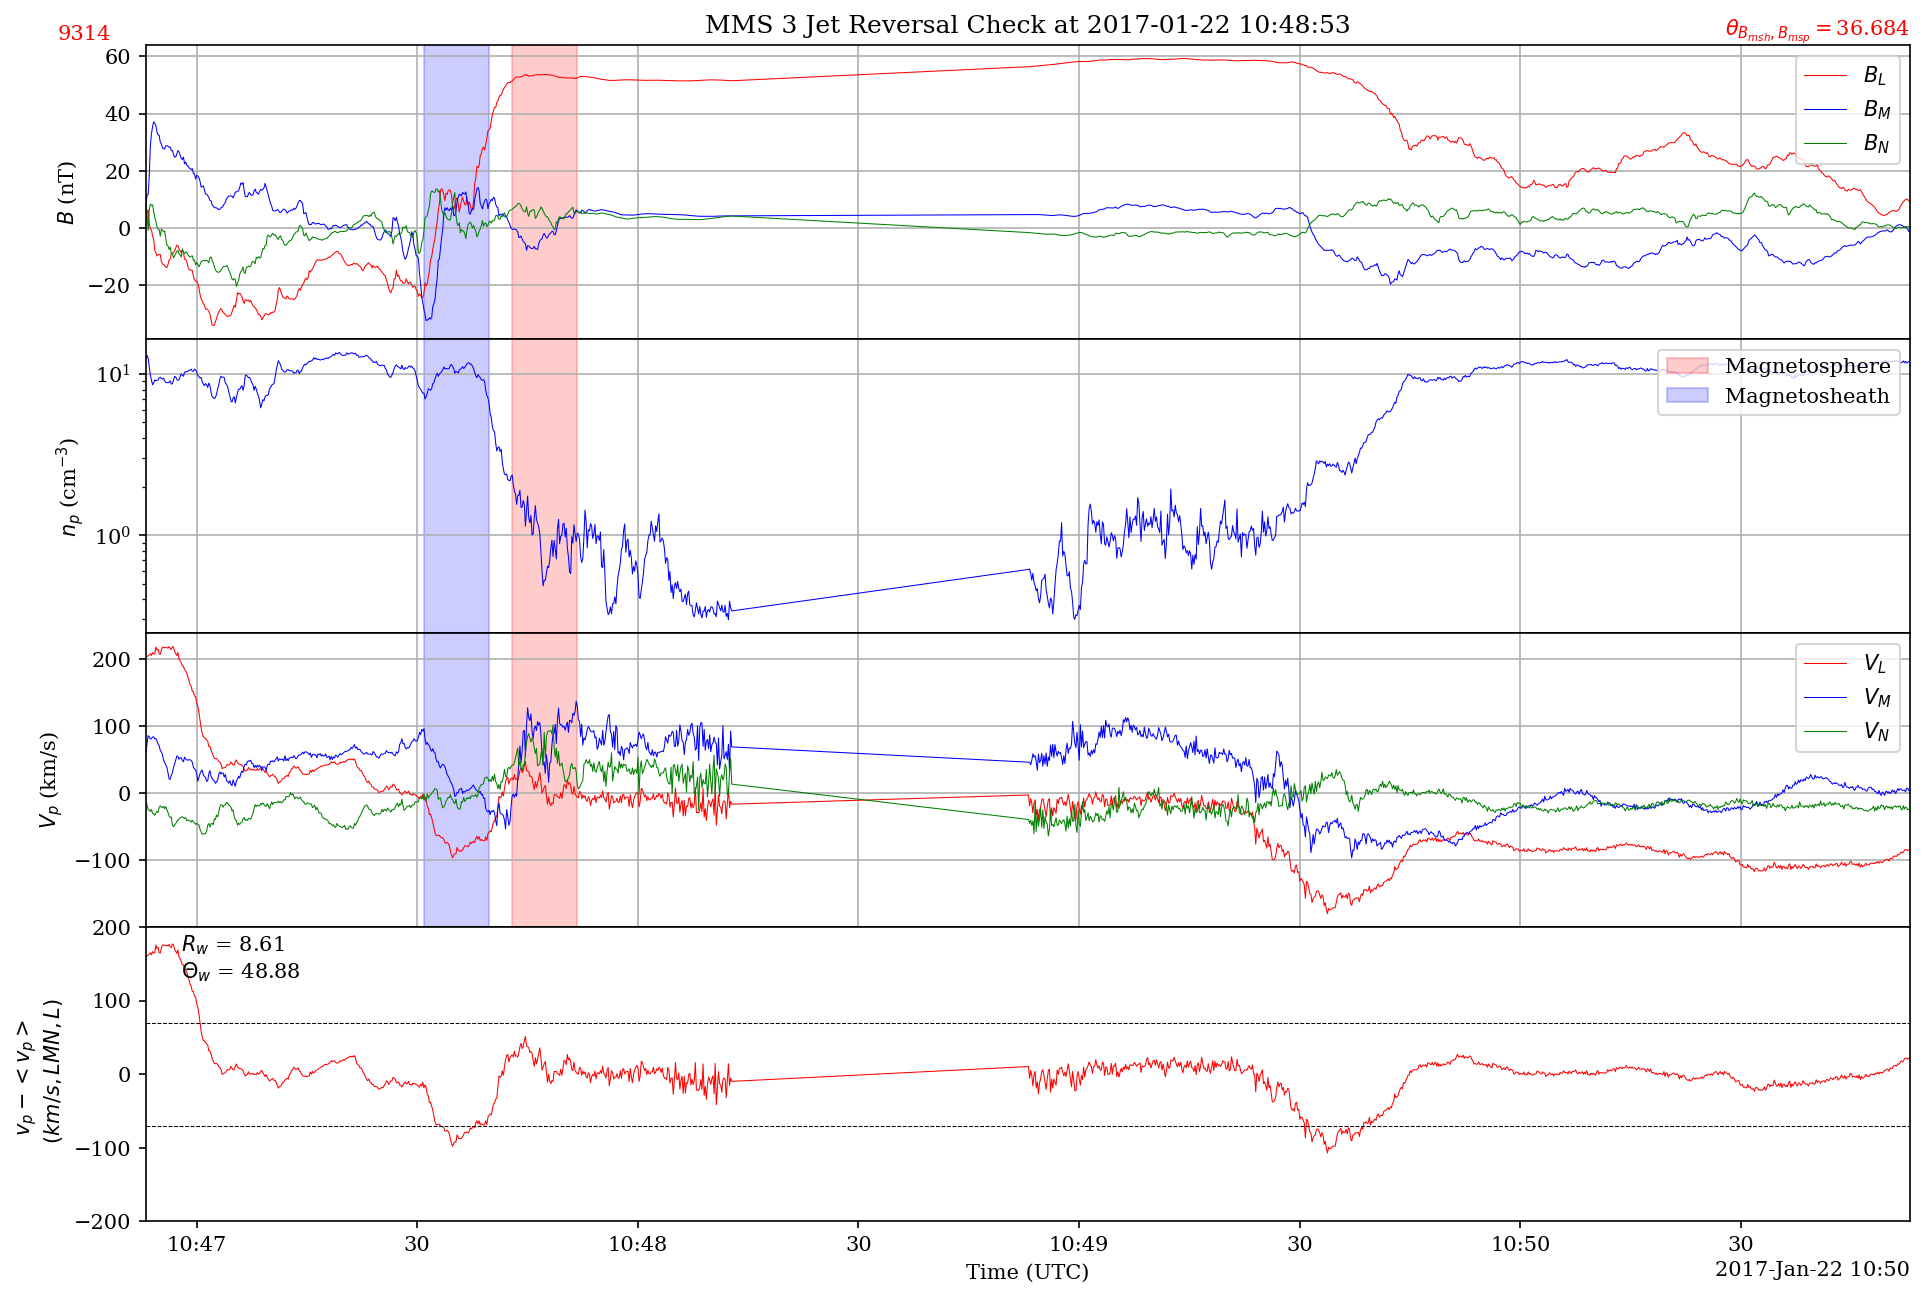 MMS 3 Jet Reversal Check at 2017-01-22 10:48:53
9314
θ_{B_{msh}, B_{msp}} = 36.684
60
40
20
0
−20
B (nT)
B_L
B_M
B_N
10^1
10^0
n_p (cm^{−3})
Magnetosphere
Magnetosheath
200
100
0
−100
200
V_p (km/s)
V_L
V_M
V_N
R_w = 8.61
Θ_w = 48.88
100
0
−100
−200
v_p − < v_p >
(km/s, LMN, L)
10:47
30
10:48
30
10:49
30
10:50
30
Time (UTC)
2017-Jan-22 10:50